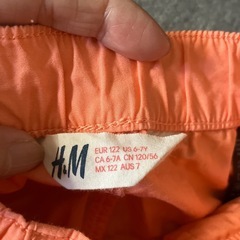 H&M
EUR 122 US 6-7Y
CA 6-7A CN 120/56
MX 122 AUS 7